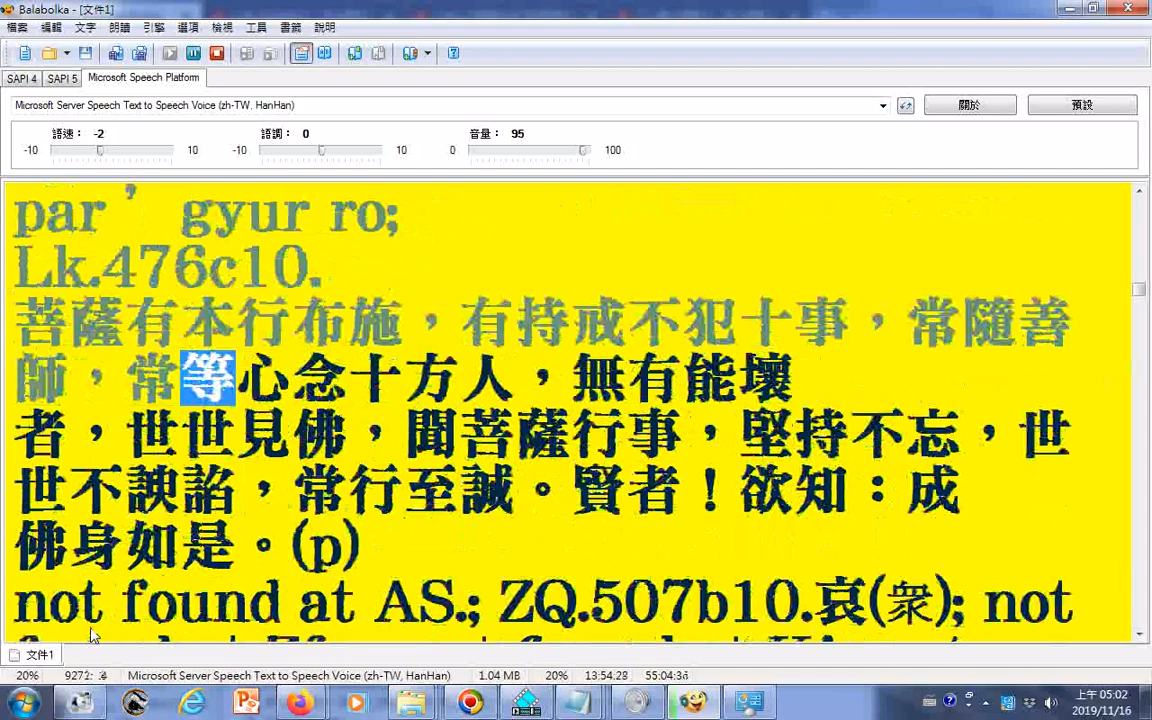 Balabolka - [文件1]
檔案 編輯 文字 朗讀 引擎 選項 檢視 工具 書籤 說明
SAPI 4 SAPI 5 Microsoft Speech Platform
Microsoft Server Speech Text to Speech Voice (zh-TW, HanHan)
關於 預設
語速： -2 語調： 0 音量： 95
-10 10 -10 10 0 100
par ’ gyur ro;
Lk.476c10.
菩薩有本行布施，有持戒不犯十事，常隨善
師，常等心念十方人，無有能壞
者，世世見佛，聞菩薩行事，堅持不忘，世
世不諛諂，常行至誠。賢者！欲知：成
佛身如是。(p)
not found at AS.; ZQ.507b10.哀(衆); not
文件1
20% Microsoft Server Speech Text to Speech Voice (zh-TW, HanHan) 1.04 MB 20% 13:54:28
上午 05:02
2019/11/16